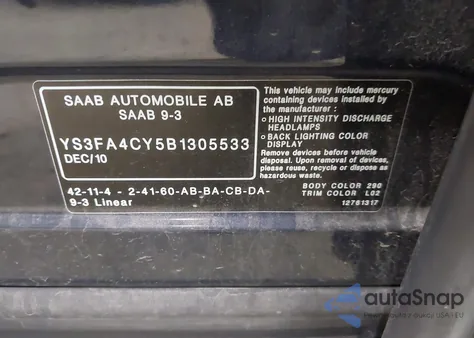 SAAB AUTOMOBILE AB
SAAB 9-3
YS3FA4CY5B1305533
DEC/10
42-11-4 - 2-41-60-AB-BA-CB-DA-
9-3 Linear
This vehicle may include mercury
containing devices installed by
the manufacturer:
• HIGH INTENSITY DISCHARGE
HEADLAMPS
• BACK LIGHTING COLOR
DISPLAY
Remove devices before vehicle
disposal. Upon removal of devices,
please reuse, recycle or dispose as
hazardous waste.
BODY COLOR 290
TRIM COLOR L02
12761317
autoSnap